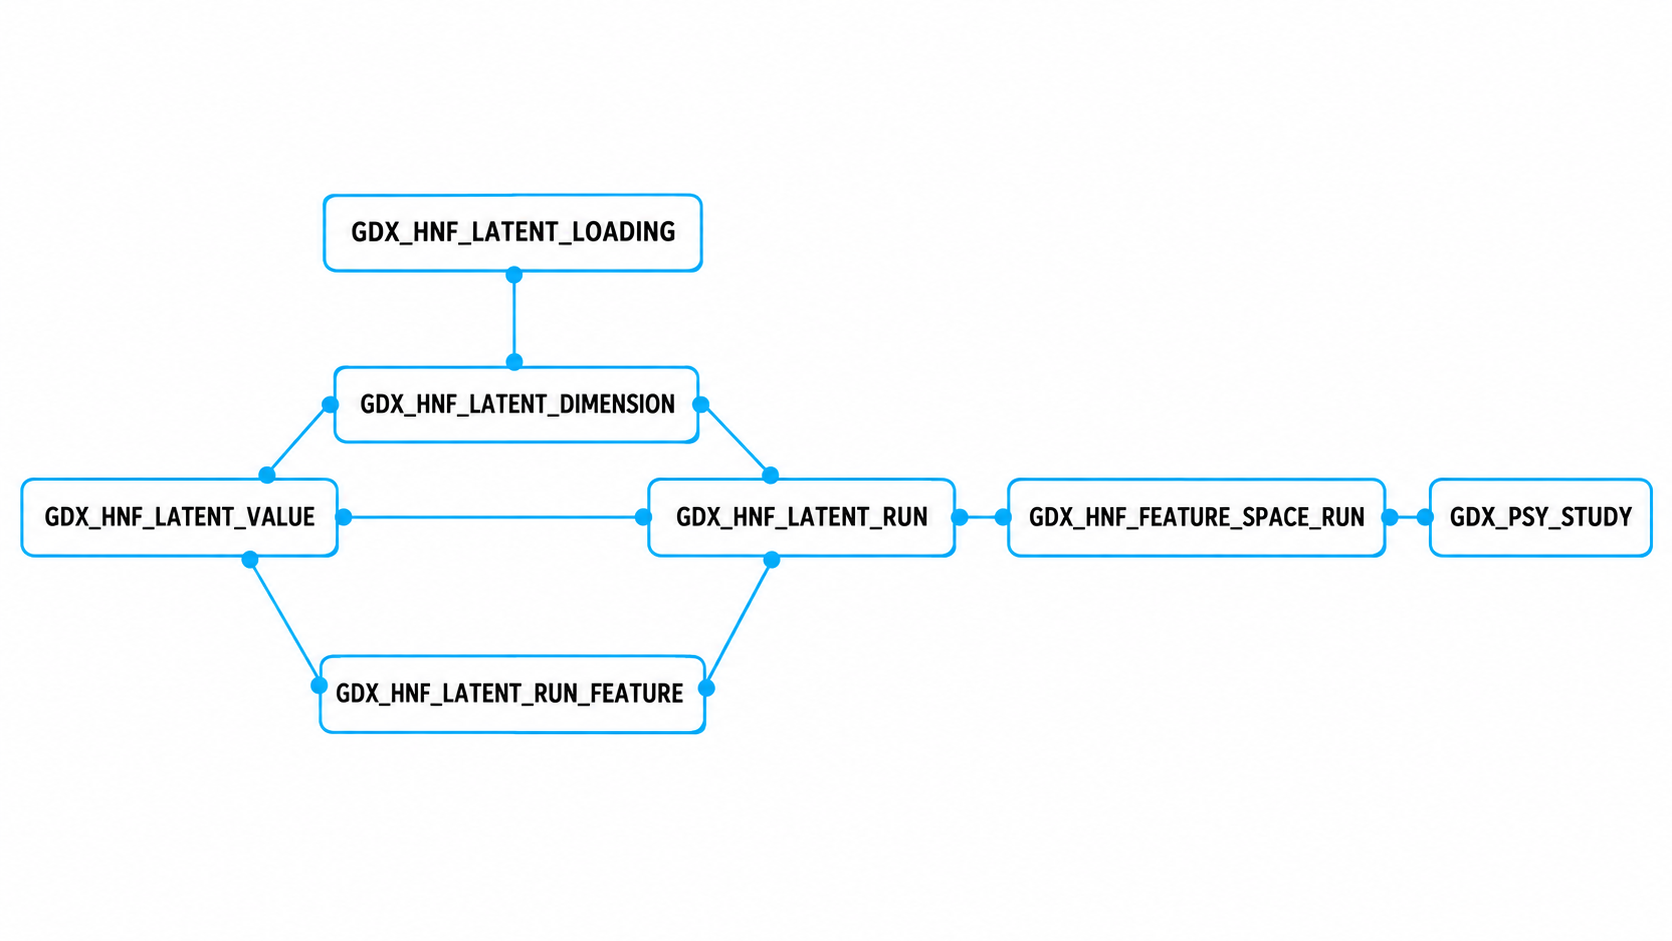 GDX_HNF_LATENT_LOADING
GDX_HNF_LATENT_DIMENSION
GDX_HNF_LATENT_VALUE
GDX_HNF_LATENT_RUN
GDX_HNF_FEATURE_SPACE_RUN
GDX_PSY_STUDY
GDX_HNF_LATENT_RUN_FEATURE